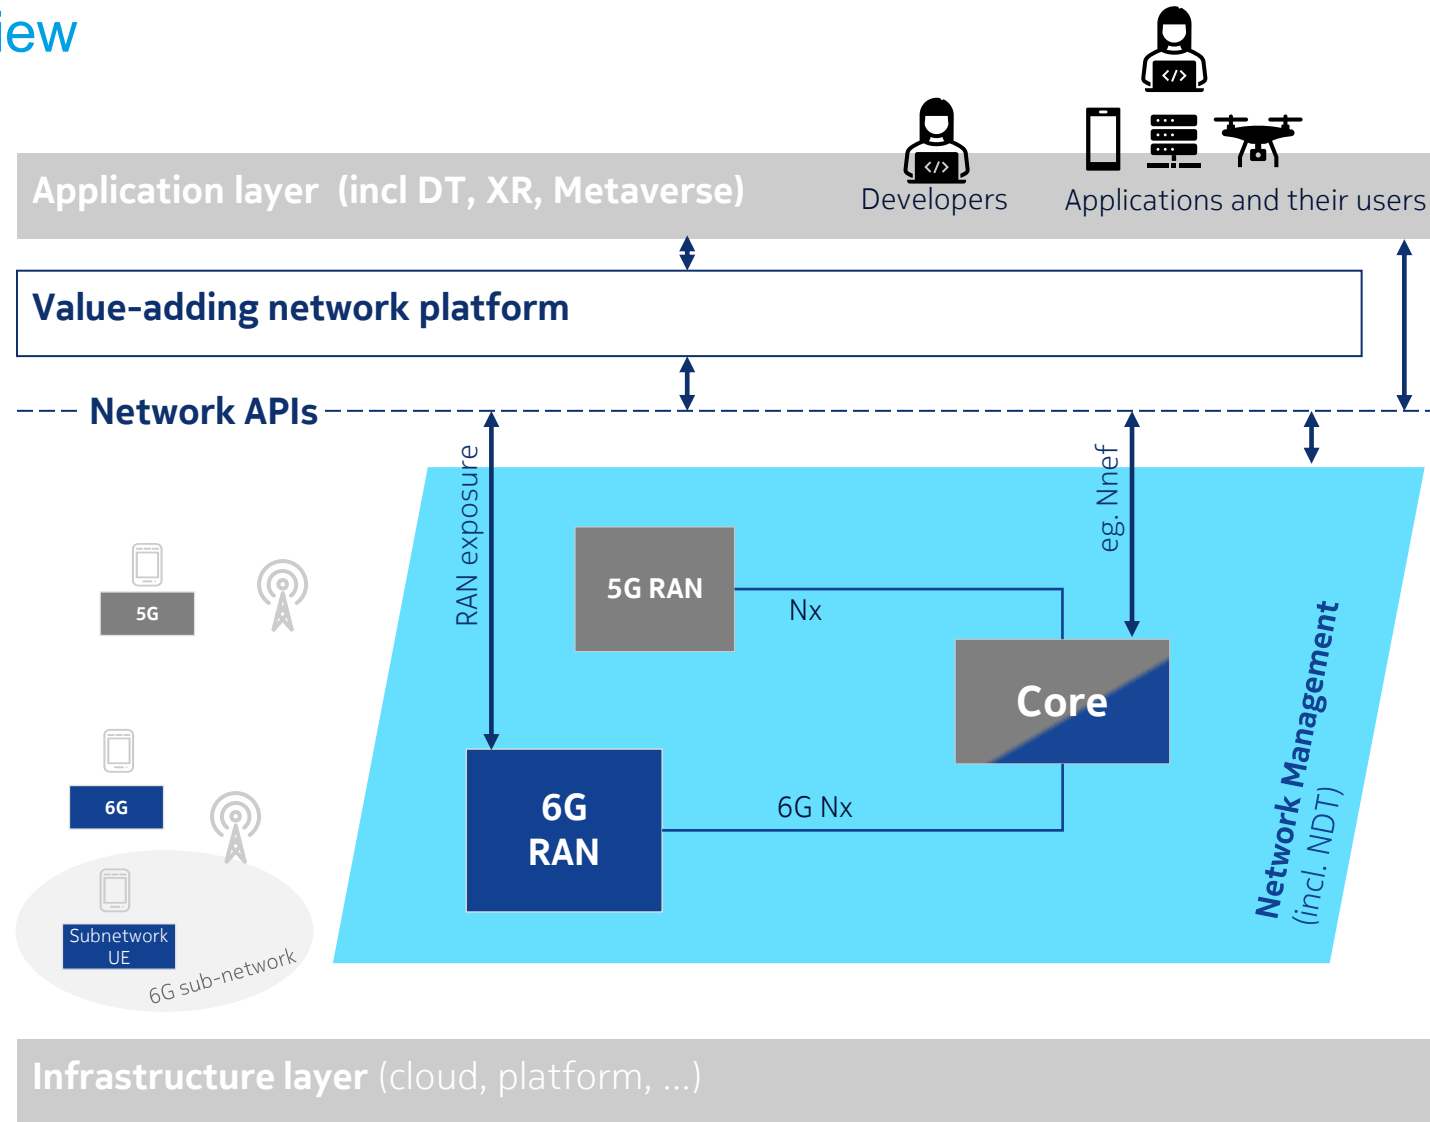 iew
Application layer (incl DT, XR, Metaverse)
</>
Developers
</>
Applications and their users
Value-adding network platform
Network APIs
RAN exposure
eg. Nnef
5G RAN
Nx
5G
Core
Network Management
(incl. NDT)
6G
RAN
6G Nx
6G
Subnetwork
UE
6G sub-network
Infrastructure layer (cloud, platform, ...)